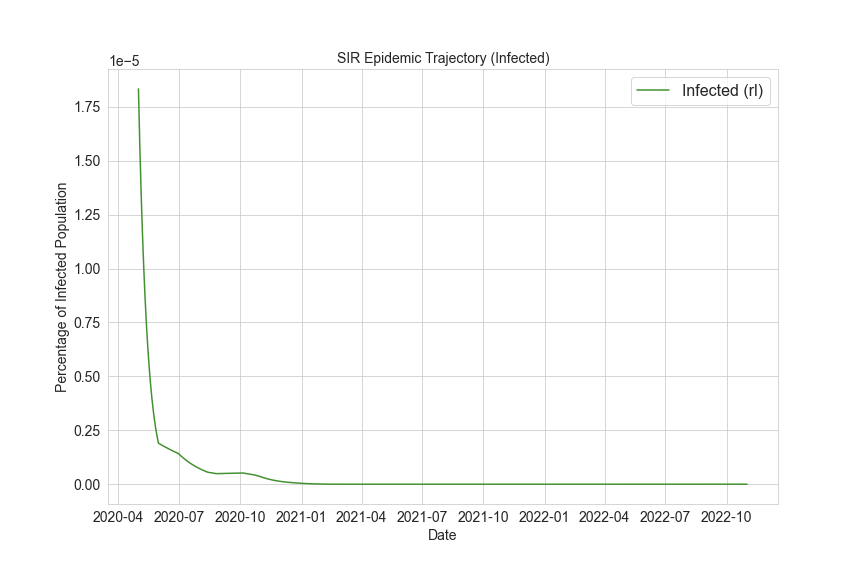 SIR Epidemic Trajectory (Infected)
1e−5
Infected (rI)
1.75
1.50
1.25
1.00
0.75
0.50
0.25
0.00
Percentage of Infected Population
2020-04 2020-07 2020-10 2021-01 2021-04 2021-07 2021-10 2022-01 2022-04 2022-07 2022-10
Date